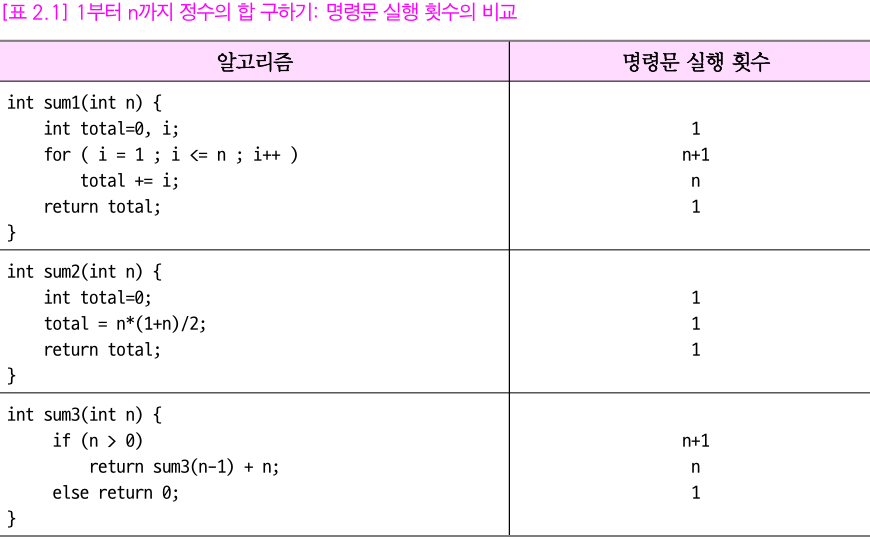 [표 2.1] 1부터 n까지 정수의 합 구하기: 명령문 실행 횟수의 비교
알고리즘 명령문 실행 횟수
int sum1(int n) {
int total=0, i; 1
for ( i = 1 ; i <= n ; i++ ) n+1
total += i; n
return total; 1
}
int sum2(int n) {
int total=0; 1
total = n*(1+n)/2; 1
return total; 1
}
int sum3(int n) {
if (n > 0) n+1
return sum3(n-1) + n; n
else return 0; 1
}